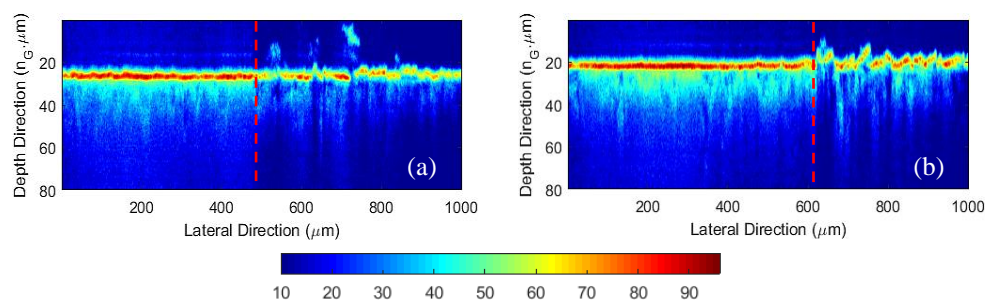 Depth Direction (n_G.μm)
20
40
60
80
(a)
200 400 600 800 1000
Lateral Direction (μm)
Depth Direction (n_G.μm)
20
40
60
80
(b)
200 400 600 800 1000
Lateral Direction (μm)
10 20 30 40 50 60 70 80 90